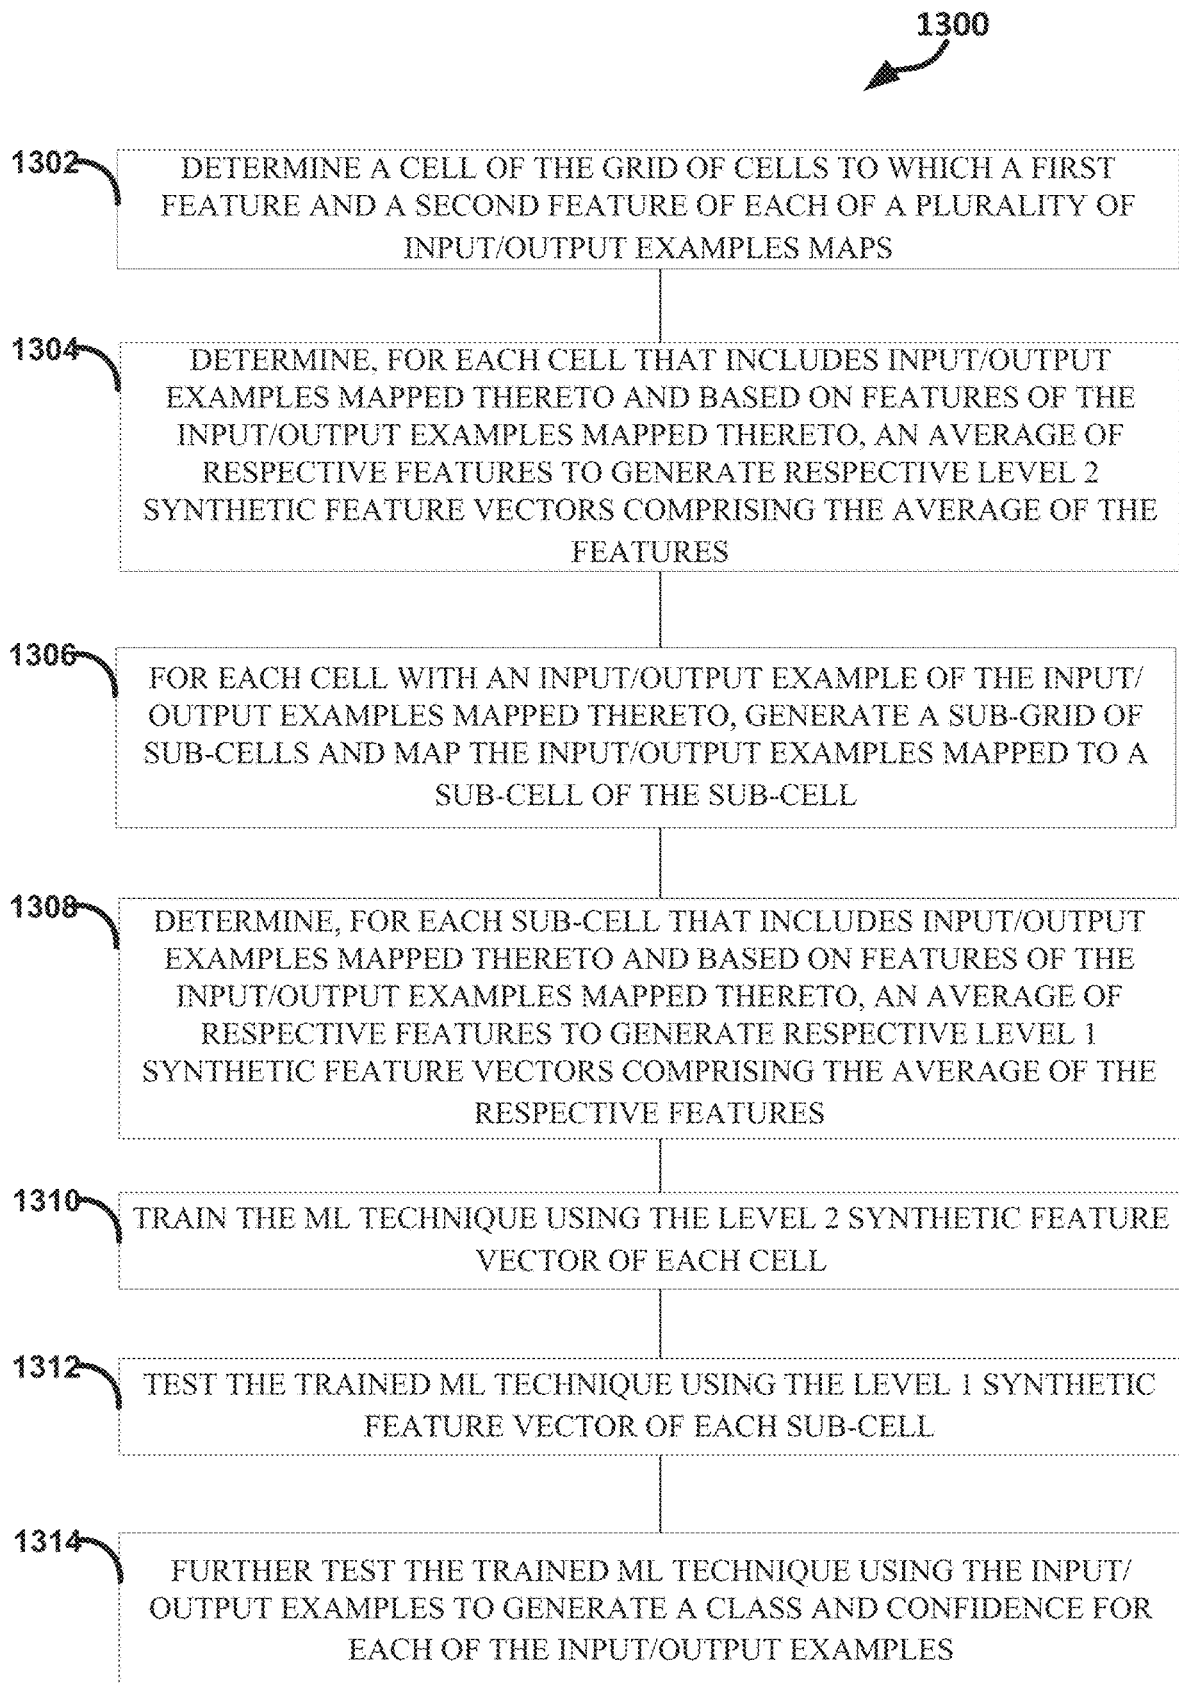 1300
1302
DETERMINE A CELL OF THE GRID OF CELLS TO WHICH A FIRST
FEATURE AND A SECOND FEATURE OF EACH OF A PLURALITY OF
INPUT/OUTPUT EXAMPLES MAPS
1304
DETERMINE, FOR EACH CELL THAT INCLUDES INPUT/OUTPUT
EXAMPLES MAPPED THERETO AND BASED ON FEATURES OF THE
INPUT/OUTPUT EXAMPLES MAPPED THERETO, AN AVERAGE OF
RESPECTIVE FEATURES TO GENERATE RESPECTIVE LEVEL 2
SYNTHETIC FEATURE VECTORS COMPRISING THE AVERAGE OF THE
FEATURES
1306
FOR EACH CELL WITH AN INPUT/OUTPUT EXAMPLE OF THE INPUT/
OUTPUT EXAMPLES MAPPED THERETO, GENERATE A SUB-GRID OF
SUB-CELLS AND MAP THE INPUT/OUTPUT EXAMPLES MAPPED TO A
SUB-CELL OF THE SUB-CELL
1308
DETERMINE, FOR EACH SUB-CELL THAT INCLUDES INPUT/OUTPUT
EXAMPLES MAPPED THERETO AND BASED ON FEATURES OF THE
INPUT/OUTPUT EXAMPLES MAPPED THERETO, AN AVERAGE OF
RESPECTIVE FEATURES TO GENERATE RESPECTIVE LEVEL 1
SYNTHETIC FEATURE VECTORS COMPRISING THE AVERAGE OF THE
RESPECTIVE FEATURES
1310
TRAIN THE ML TECHNIQUE USING THE LEVEL 2 SYNTHETIC FEATURE
VECTOR OF EACH CELL
1312
TEST THE TRAINED ML TECHNIQUE USING THE LEVEL 1 SYNTHETIC
FEATURE VECTOR OF EACH SUB-CELL
1314
FURTHER TEST THE TRAINED ML TECHNIQUE USING THE INPUT/
OUTPUT EXAMPLES TO GENERATE A CLASS AND CONFIDENCE FOR
EACH OF THE INPUT/OUTPUT EXAMPLES